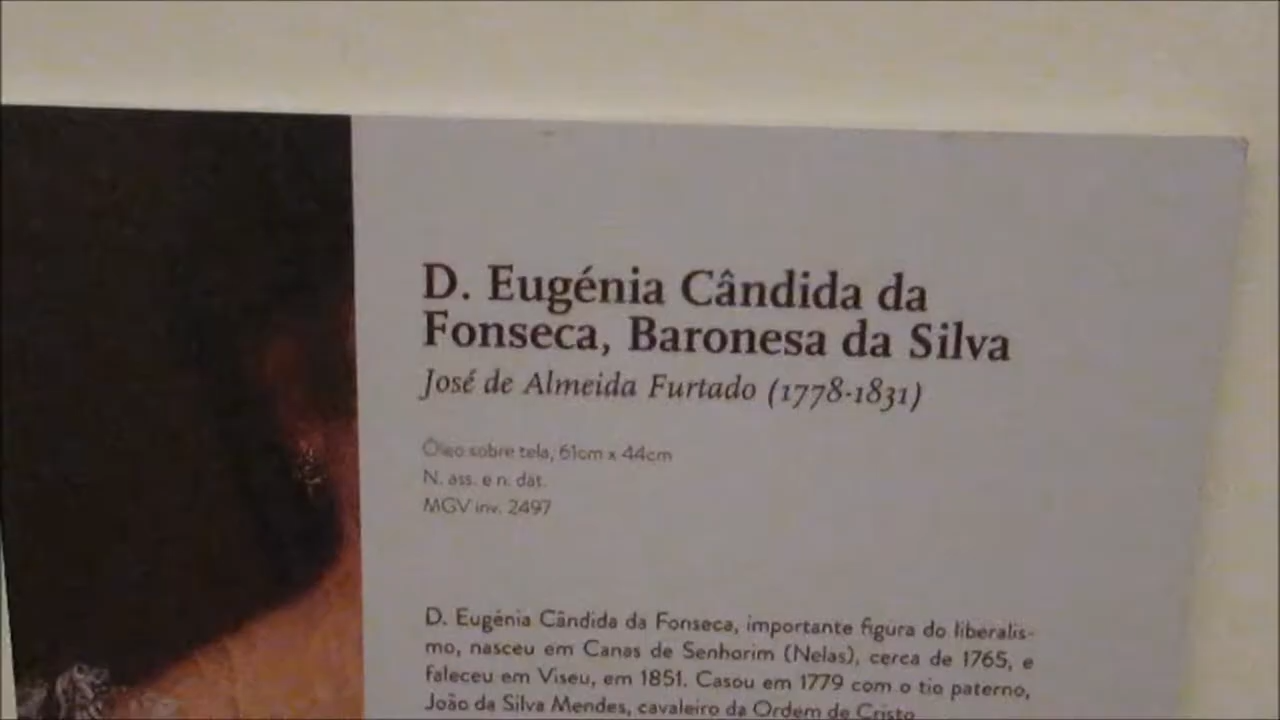 D. Eugénia Cândida da
Fonseca, Baronesa da Silva
José de Almeida Furtado (1778-1831)
Óleo sobre tela, 61cm x 44cm
N. ass. e n. dat.
MGV inv. 2497
D. Eugénia Cândida da Fonseca, importante figura do liberalis-
mo, nasceu em Canas de Senhorim (Nelas), cerca de 1765, e
faleceu em Viseu, em 1851. Casou em 1779 com o tio paterno,
João da Silva Mendes, cavaleiro da Ordem de Cristo